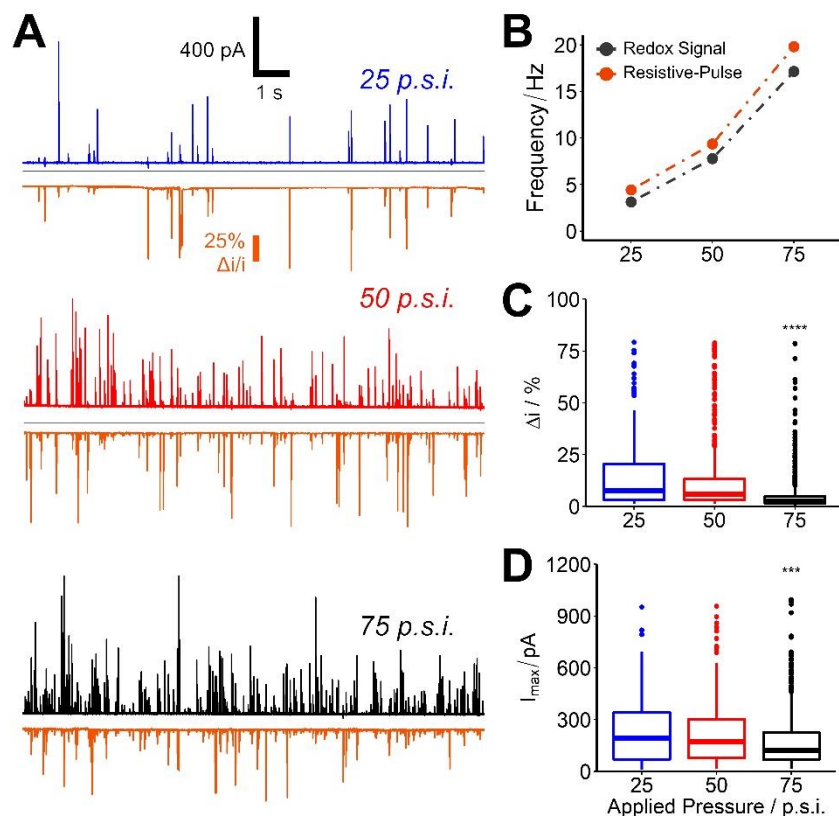 A
400 pA
1 s
25 p.s.i.
25%
Δi/i
50 p.s.i.
75 p.s.i.
B
Redox Signal
Resistive-Pulse
Frequency / Hz
20
15
10
5
0
25 50 75
C
****
Δi / %
100
75
50
25
0
25 50 75
D
***
Imax/ pA
1200
900
600
300
0
25 50 75
Applied Pressure / p.s.i.